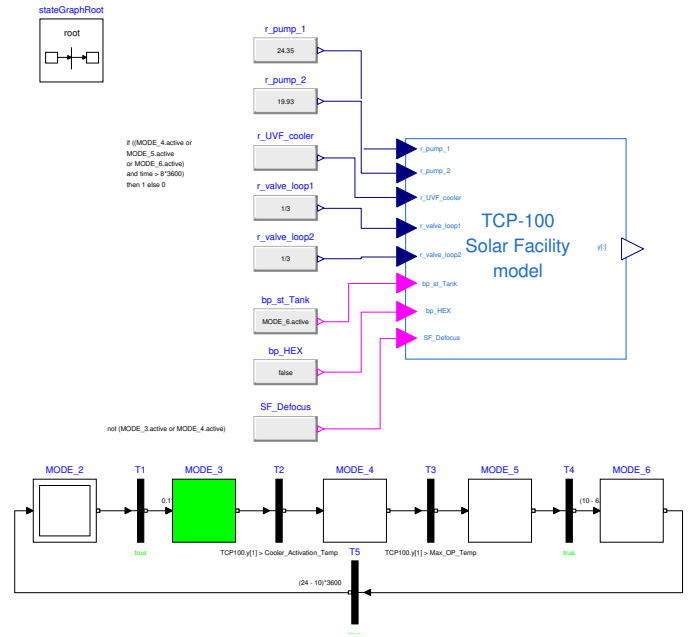 stateGraphRoot
root
r_pump_1
24.35
r_pump_2
19.93
r_UVF_cooler
if ((MODE_4.active or
MODE_5.active
or MODE_6.active)
and time > 8*3600)
then 1 else 0
r_valve_loop1
1/3
r_valve_loop2
1/3
bp_st_Tank
MODE_6.active
bp_HEX
false
SF_Defocus
not (MODE_3.active or MODE_4.active)
r_pump_1
r_pump_2
r_UVF_cooler
r_valve_loop1
r_valve_loop2
bp_st_Tank
bp_HEX
SF_Defocus
TCP-100
Solar Facility
model
y[:]
MODE_2
T1
MODE_3
T2
MODE_4
T3
MODE_5
T4
MODE_6
(10 - 6.
true
TCP100.y[1] > Cooler_Activation_Temp
TCP100.y[1] > Max_OP_Temp
true
T5
(24 - 10)*3600